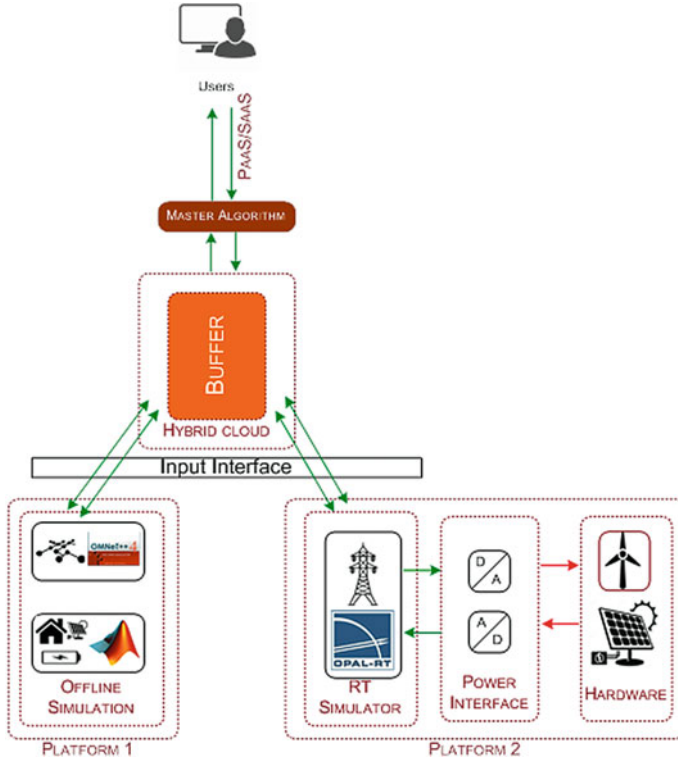 Users
PAAS/SAAS
MASTER ALGORITHM
BUFFER
HYBRID CLOUD
Input Interface
OMNeT++ 4
OPAL-RT
D
A
A
D
OFFLINE
SIMULATION
RT
SIMULATOR
POWER
INTERFACE
HARDWARE
PLATFORM 1
PLATFORM 2